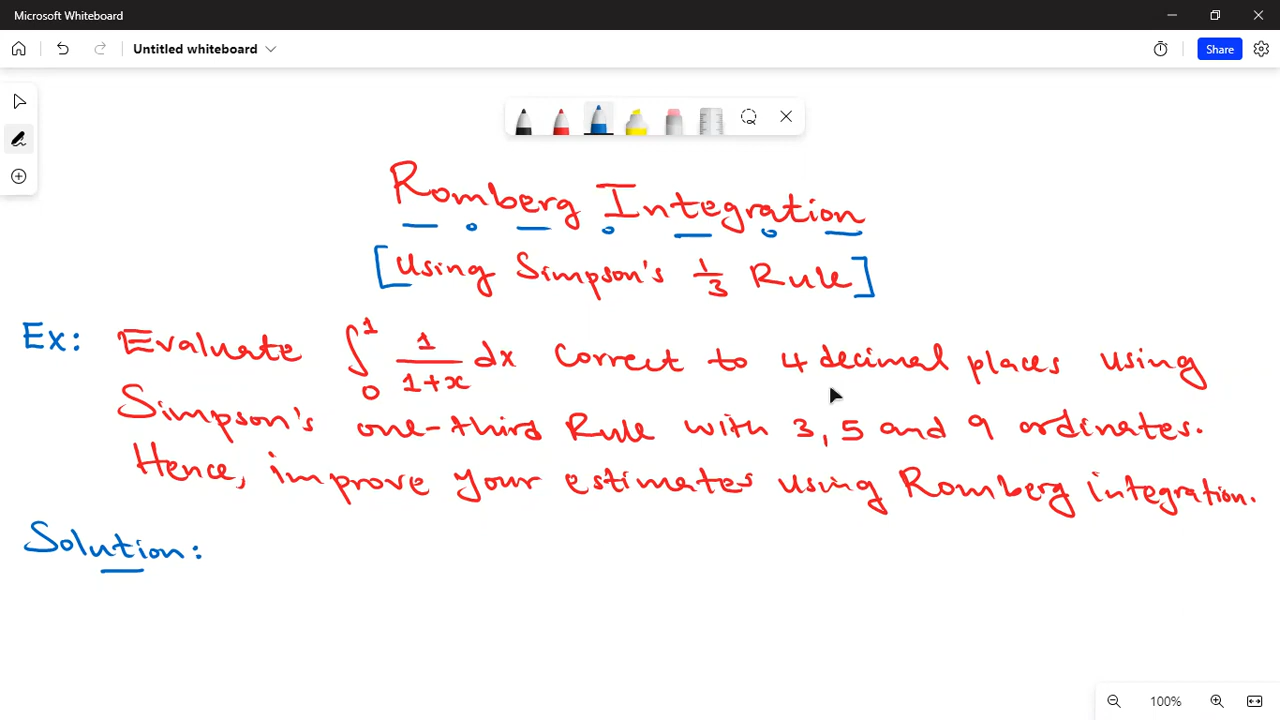 Microsoft Whiteboard
Untitled whiteboard
Share
Romberg Integration
[Using Simpson's 1/3 Rule]
Ex: Evaluate ∫₀¹ 1/(1+x) dx correct to 4 decimal places using
Simpson's one-third Rule with 3, 5 and 9 ordinates.
Hence, improve your estimates using Romberg integration.
Solution:
100%